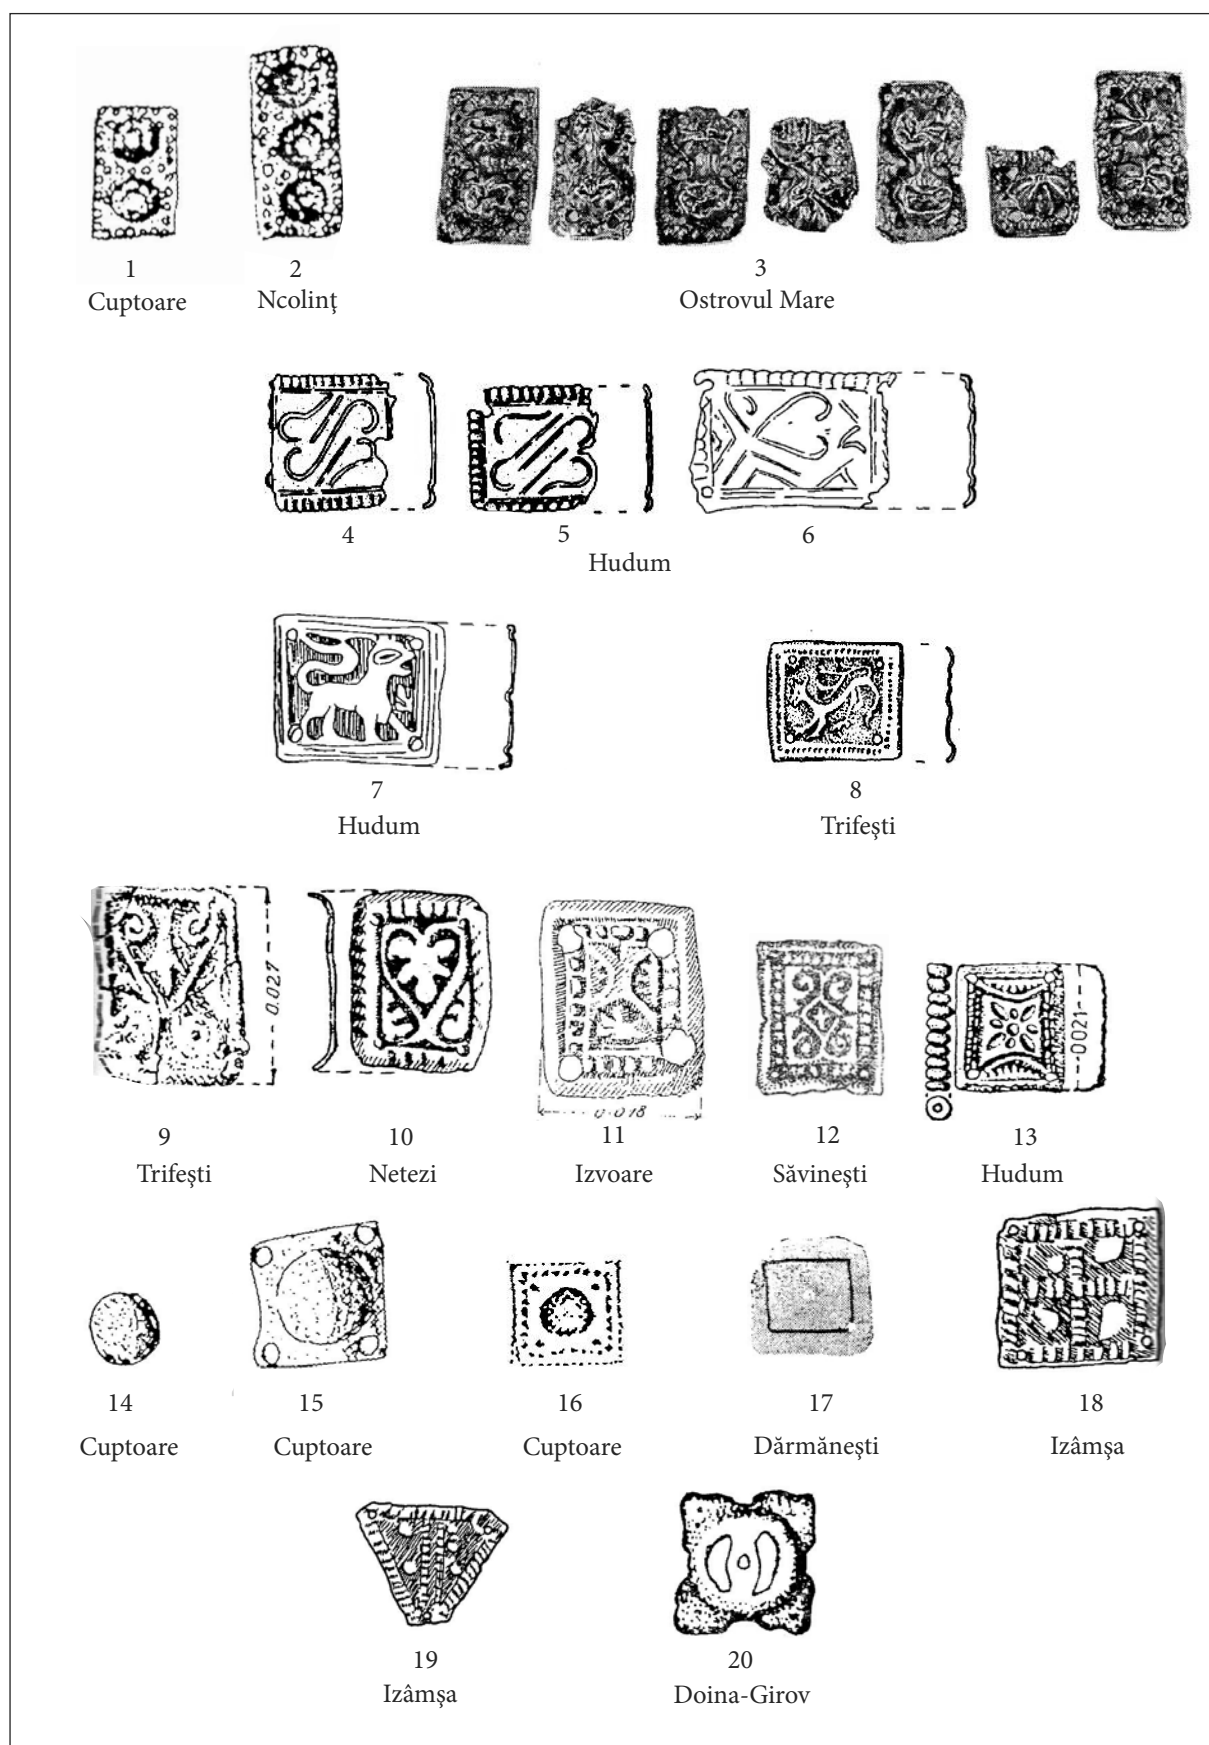 1 2 3
Cuptoare Ncolinţ Ostrovul Mare
4 5 6
Hudum
7 8
Hudum Trifeşti
0.027
0.018
0.021
9 10 11 12 13
Trifeşti Netezi Izvoare Săvineşti Hudum
14 15 16 17 18
Cuptoare Cuptoare Cuptoare Dărmăneşti Izâmşa
19 20
Izâmşa Doina-Girov